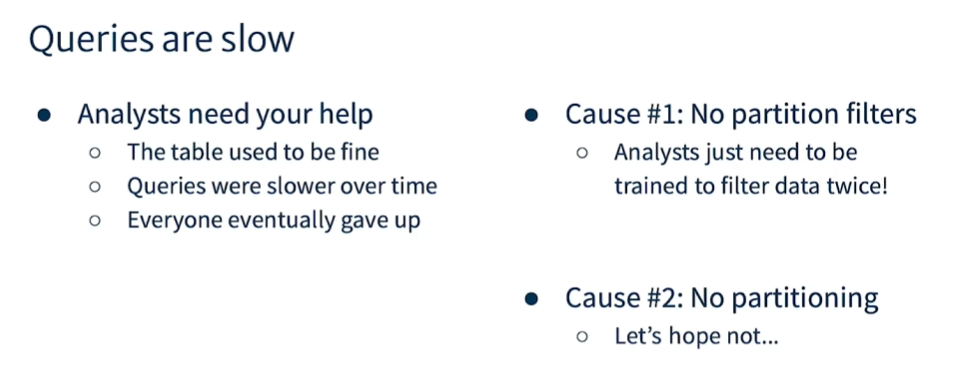 Queries are slow
● Analysts need your help
○ The table used to be fine
○ Queries were slower over time
○ Everyone eventually gave up
● Cause #1: No partition filters
○ Analysts just need to be
trained to filter data twice!
● Cause #2: No partitioning
○ Let’s hope not...